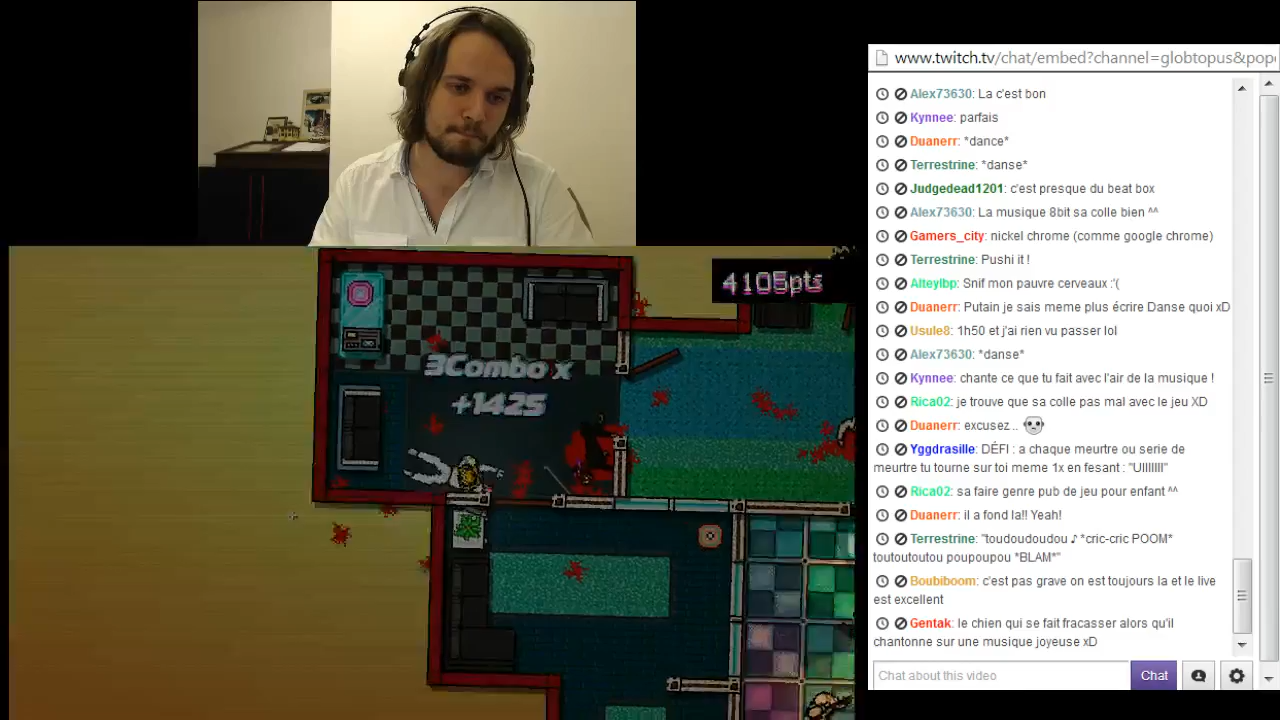 www.twitch.tv/chat/embed?channel=globtopus&pop
Alex73630: La c'est bon
Kynnee: parfais
Duanerr: *dance*
Terrestrine: *danse*
Judgedead1201: c'est presque du beat box
Alex73630: La musique 8bit sa colle bien ^^
Gamers_city: nickel chrome (comme google chrome)
Terrestrine: Pushi it !
Alteylbp: Snif mon pauvre cerveaux :'(
Duanerr: Putain je sais meme plus écrire Danse quoi xD
Usule8: 1h50 et j'ai rien vu passer lol
Alex73630: *danse*
Kynnee: chante ce que tu fait avec l'air de la musique !
Rica02: je trouve que sa colle pas mal avec le jeu XD
Duanerr: excusez ..
Yggdrasille: DÉFI : a chaque meurtre ou serie de
meurtre tu tourne sur toi meme 1x en fesant : "UIIIIIII"
Rica02: sa faire genre pub de jeu pour enfant ^^
Duanerr: il a fond la!! Yeah!
Terrestrine: "toudoudoudou ♪ *cric-cric POOM*
toutoutoutou poupoupou *BLAM*"
Boubiboom: c'est pas grave on est toujours la et le live
est excellent
Gentak: le chien qui se fait fracasser alors qu'il
chantonne sur une musique joyeuse xD
Chat about this video
Chat
4105pts
3Combo x
+1425